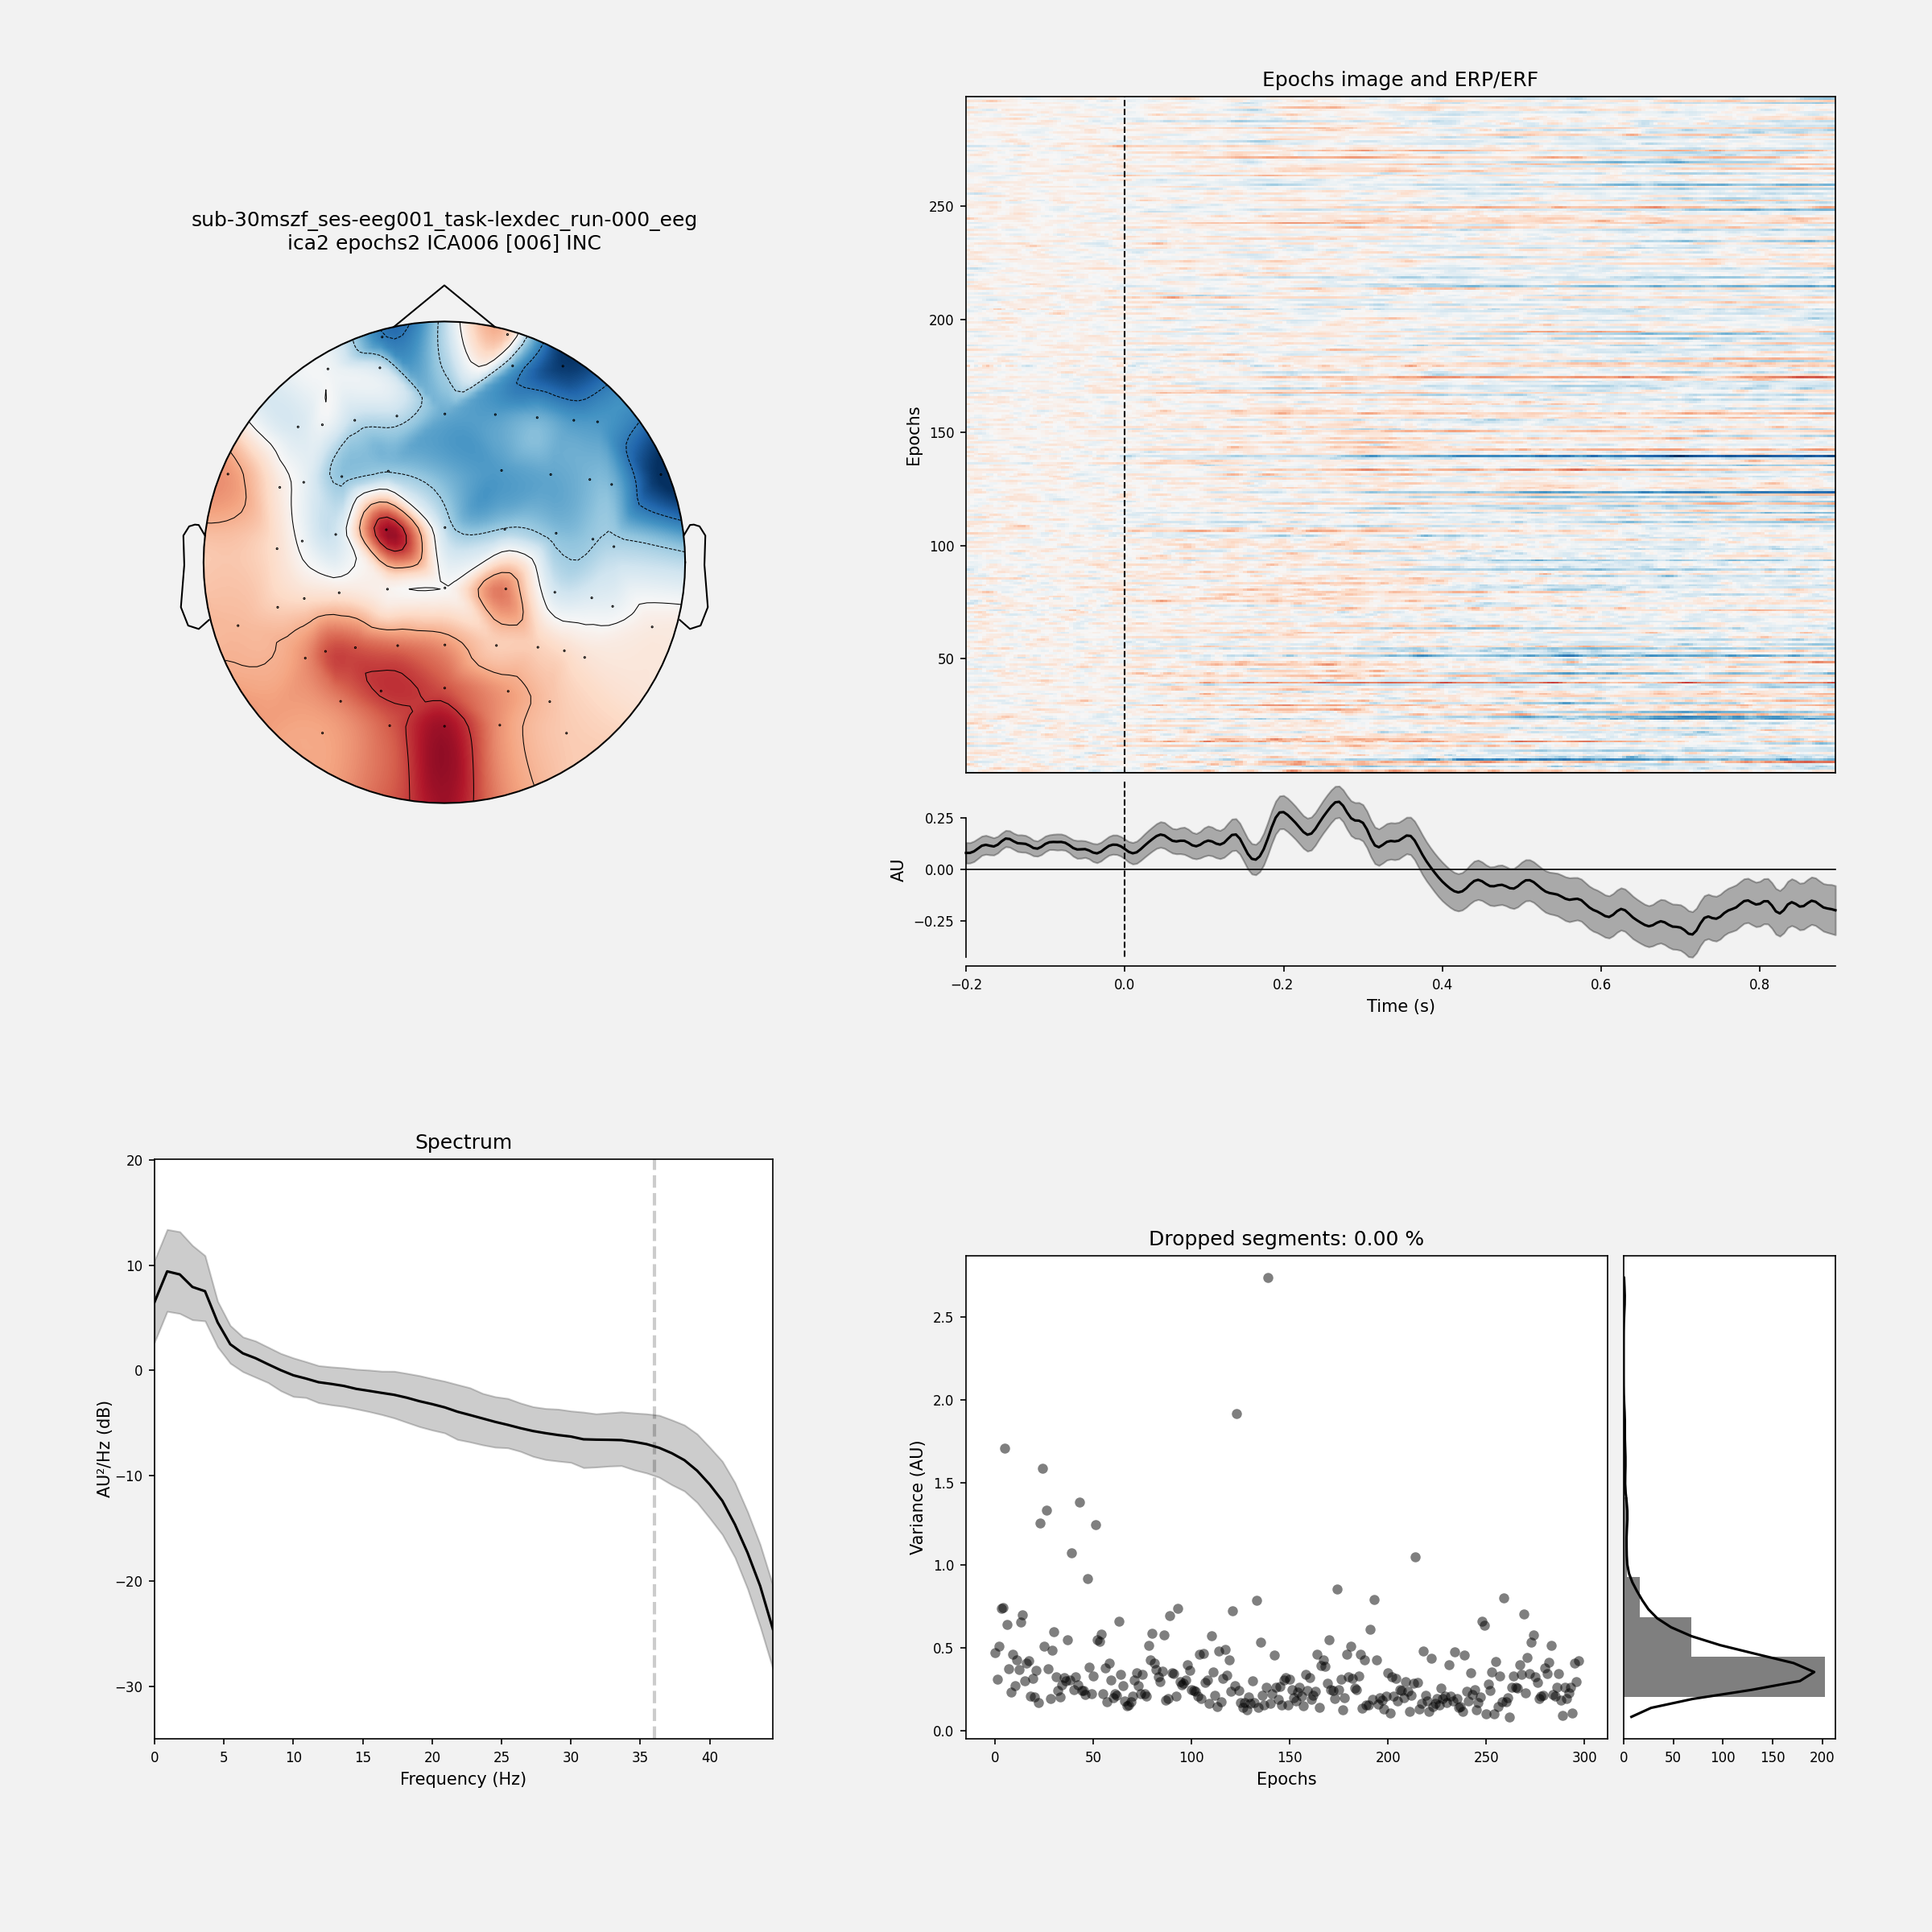 sub-30mszf_ses-eeg001_task-lexdec_run-000_eeg
ica2 epochs2 ICA006 [006] INC
Epochs image and ERP/ERF
Epochs
250
200
150
100
50
AU
0.25
0.00
−0.25
−0.2 0.0 0.2 0.4 0.6 0.8
Time (s)
Spectrum
AU²/Hz (dB)
20
10
0
−10
−20
−30
0 5 10 15 20 25 30 35 40
Frequency (Hz)
Dropped segments: 0.00 %
Variance (AU)
2.5
2.0
1.5
1.0
0.5
0.0
0 50 100 150 200 250 300
Epochs
0 50 100 150 200